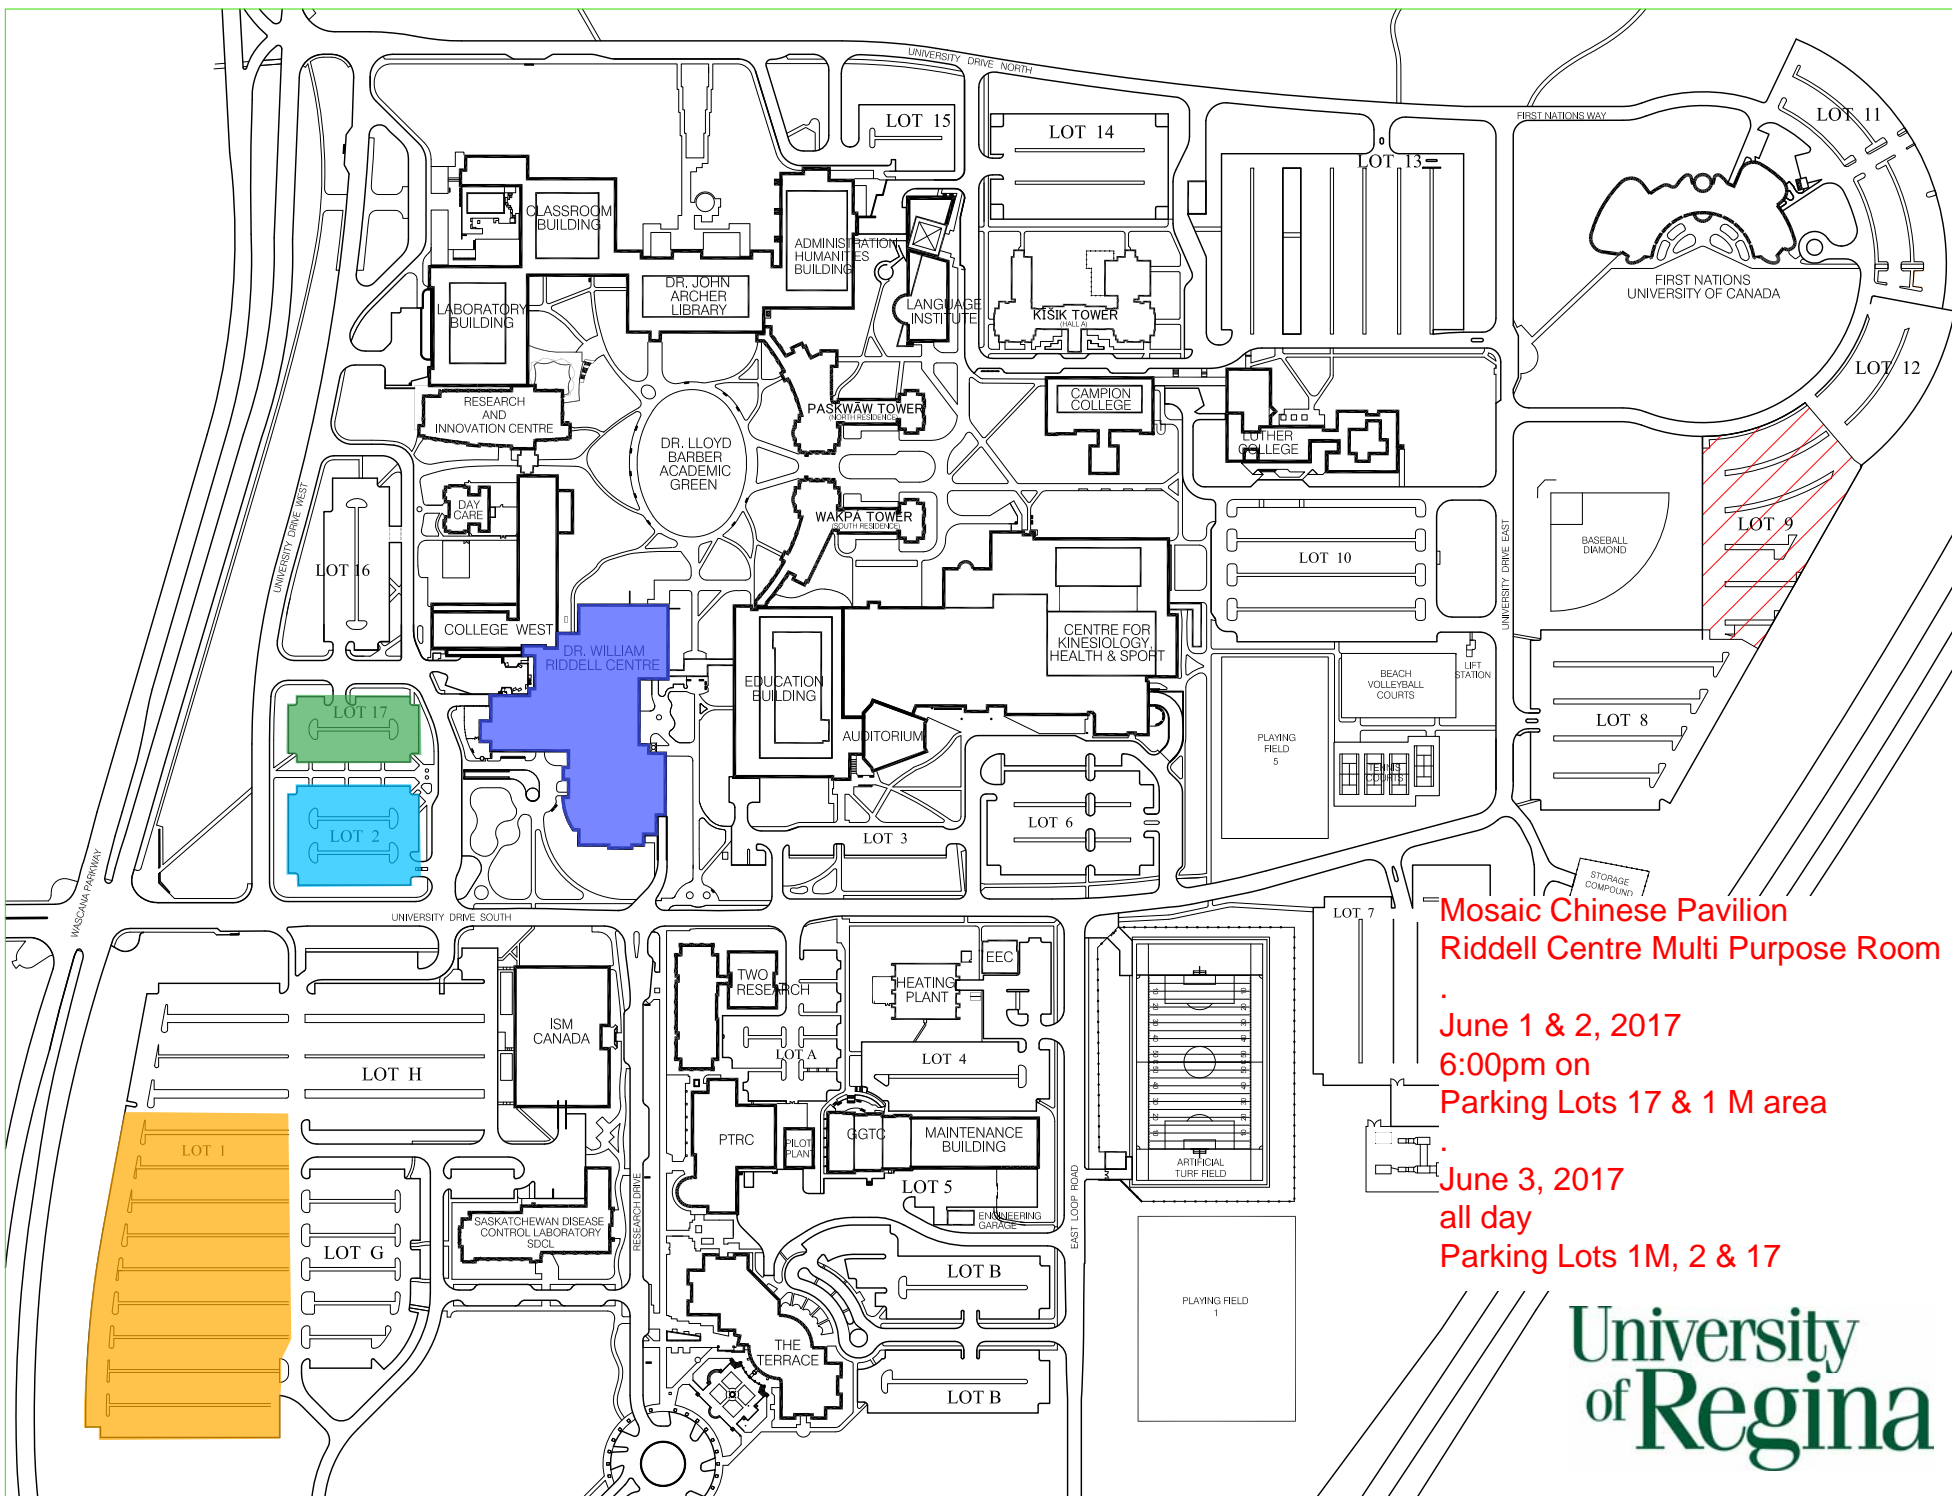 UNIVERSITY DRIVE NORTH
FIRST NATIONS WAY
LOT 11
LOT 15
LOT 14
LOT 13
CLASSROOM
BUILDING
ADMINISTRATION
HUMANITIES
BUILDING
DR. JOHN
ARCHER
LIBRARY
LABORATORY
BUILDING
LANGUAGE
INSTITUTE
KĪŠIK TOWER
(HALL A)
FIRST NATIONS
UNIVERSITY OF CANADA
LOT 12
RESEARCH
AND
INNOVATION CENTRE
PASKWĀW TOWER
(NORTH RESIDENCE)
CAMPION
COLLEGE
LUTHER
COLLEGE
DR. LLOYD
BARBER
ACADEMIC
GREEN
DAY
CARE
WAKPÁ TOWER
(SOUTH RESIDENCE)
UNIVERSITY DRIVE WEST
LOT 16
LOT 10
UNIVERSITY DRIVE EAST
BASEBALL
DIAMOND
LOT 9
COLLEGE WEST
DR. WILLIAM
RIDDELL CENTRE
CENTRE FOR
KINESIOLOGY,
HEALTH & SPORT
EDUCATION
BUILDING
AUDITORIUM
BEACH
VOLLEYBALL
COURTS
LIFT
STATION
LOT 17
PLAYING
FIELD
5
TENNIS
COURTS
LOT 8
LOT 2
LOT 3
LOT 6
STORAGE
COMPOUND
WASCANA PARKWAY
UNIVERSITY DRIVE SOUTH
LOT 7
Mosaic Chinese Pavilion
Riddell Centre Multi Purpose Room
.
June 1 & 2, 2017
6:00pm on
Parking Lots 17 & 1 M area
.
June 3, 2017
all day
Parking Lots 1M, 2 & 17
TWO
RESEARCH
HEATING
PLANT
EEC
ISM
CANADA
LOT H
LOT A
LOT 4
LOT 1
PTRC
PILOT
PLANT
GGTC
MAINTENANCE
BUILDING
ARTIFICIAL
TURF FIELD
LOT 5
ENGINEERING
GARAGE
RESEARCH DRIVE
EAST LOOP ROAD
SASKATCHEWAN DISEASE
CONTROL LABORATORY
SDCL
LOT G
LOT B
PLAYING FIELD
1
THE
TERRACE
LOT B
University
of Regina